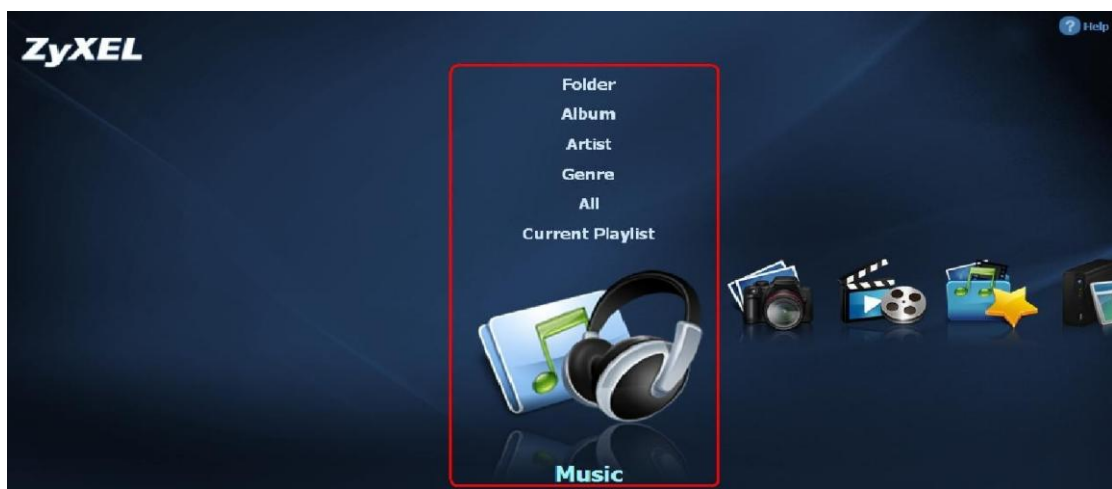 ZyXEL
? Help
Folder
Album
Artist
Genre
All
Current Playlist
Music